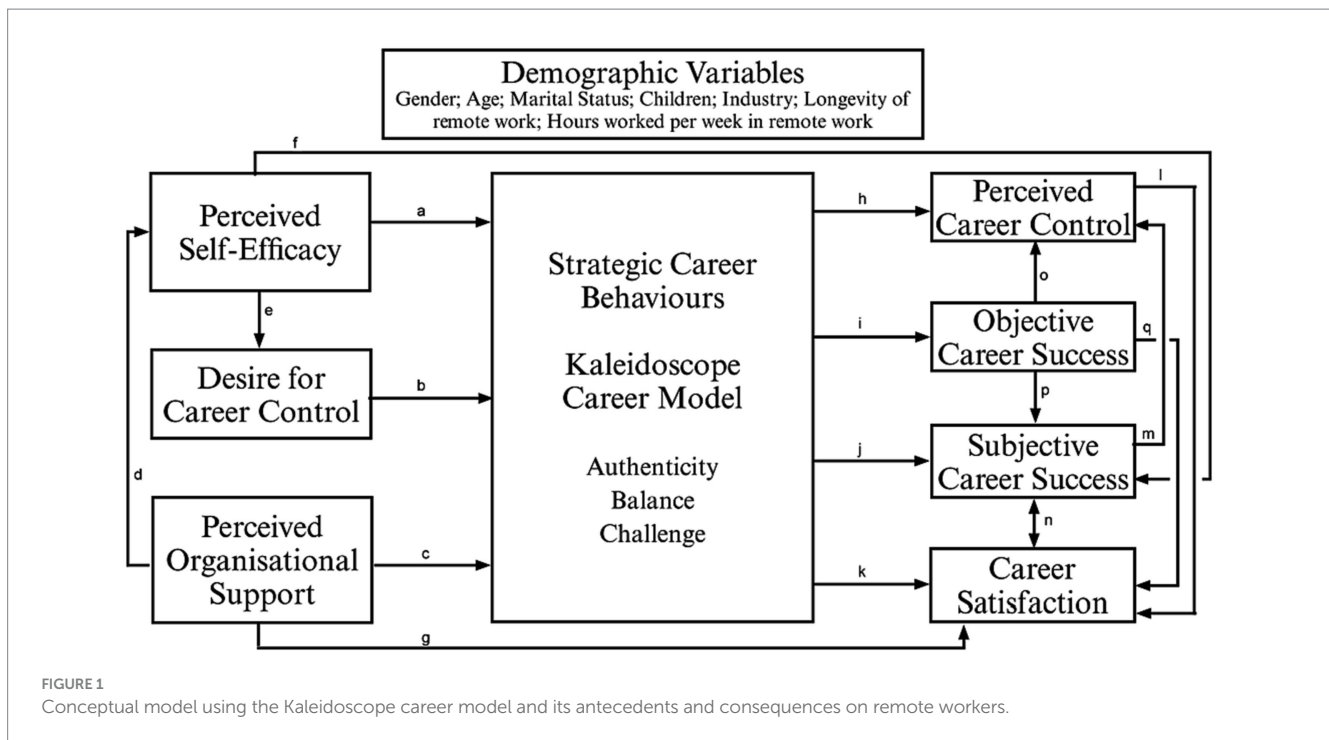 Demographic Variables
Gender; Age; Marital Status; Children; Industry; Longevity of
remote work; Hours worked per week in remote work
f
Perceived
Self-Efficacy
a
e
Desire for
Career Control
b
d
Perceived
Organisational
Support
c
g
Strategic Career
Behaviours
Kaleidoscope
Career Model
Authenticity
Balance
Challenge
h
Perceived
Career Control
l
o
i
Objective
Career Success
q
p
j
Subjective
Career Success
m
n
k
Career
Satisfaction
FIGURE 1
Conceptual model using the Kaleidoscope career model and its antecedents and consequences on remote workers.